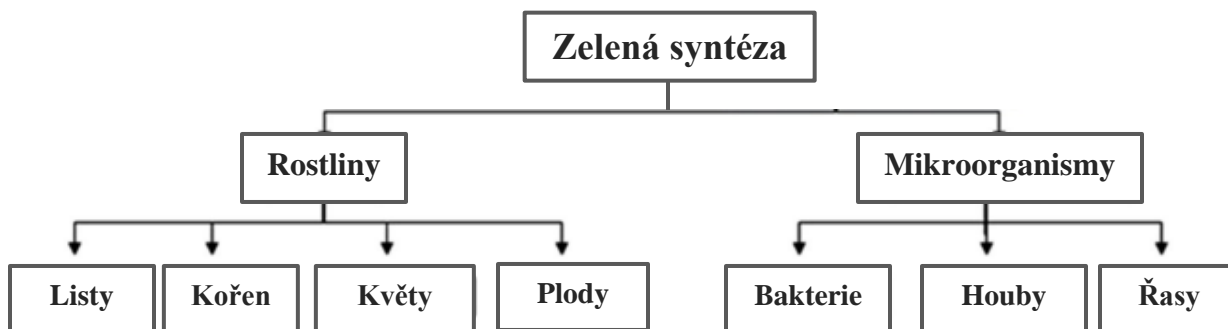 Zelená syntéza
Rostliny
Mikroorganismy
Listy
Kořen
Květy
Plody
Bakterie
Houby
Řasy